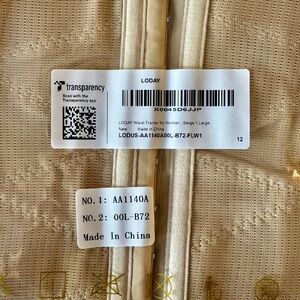 transparency
Scan with the
Transparency app
LODAY
X0045D6JJP
LODAY Waist Trainer for Women, Beige 1, Large
New Made in China
LODUS-AA1140A00L-B72-FLW1
12
NO.1: AA1140A
NO.2: 00L-B72
Made In China